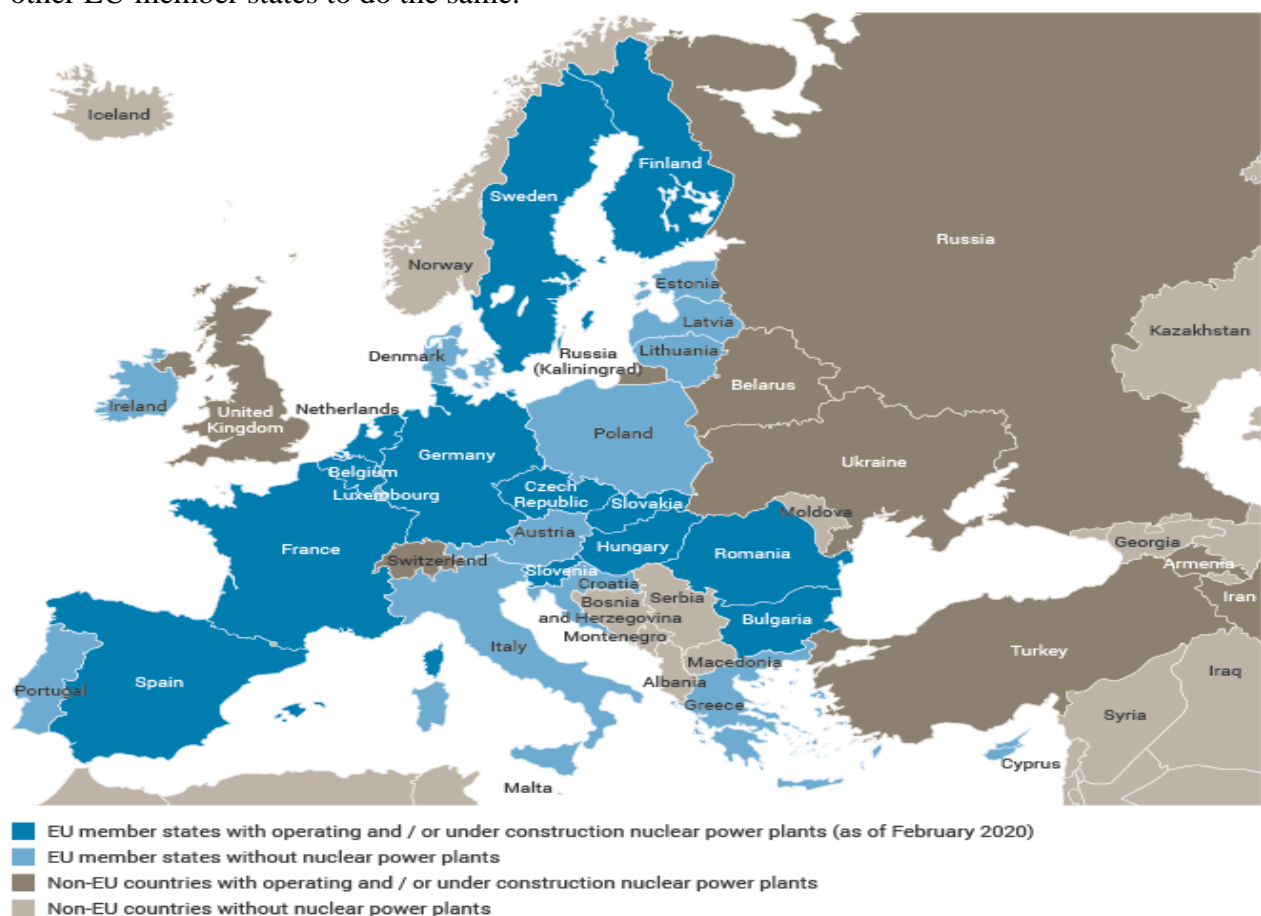 other EU member states to do the same.
Iceland
Finland
Sweden
Norway
Russia
Estonia
Latvia
Lithuania
Kazakhstan
Denmark
Russia
(Kaliningrad)
Belarus
Ireland
United
Kingdom
Netherlands
Poland
Germany
Ukraine
Belgium
Luxembourg
Czech
Republic
Slovakia
Moldova
Austria
France
Hungary
Romania
Switzerland
Georgia
Slovenia
Armenia
Croatia
Serbia
Bosnia
and Herzegovina
Iran
Bulgaria
Montenegro
Italy
Turkey
Macedonia
Iraq
Spain
Portugal
Albania
Greece
Syria
Cyprus
Malta
EU member states with operating and / or under construction nuclear power plants (as of February 2020)
EU member states without nuclear power plants
Non-EU countries with operating and / or under construction nuclear power plants
Non-EU countries without nuclear power plants